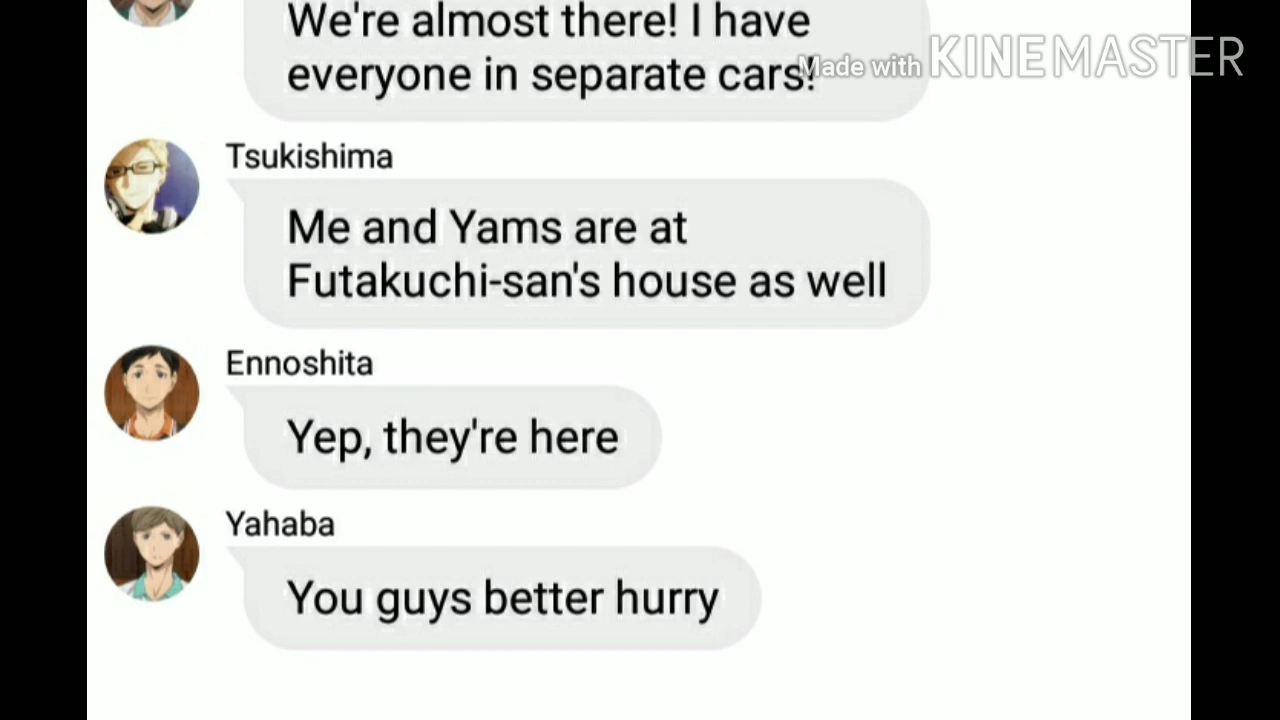 We're almost there! I have
everyone in separate cars!
Made with KINEMASTER
Tsukishima
Me and Yams are at
Futakuchi-san's house as well
Ennoshita
Yep, they're here
Yahaba
You guys better hurry